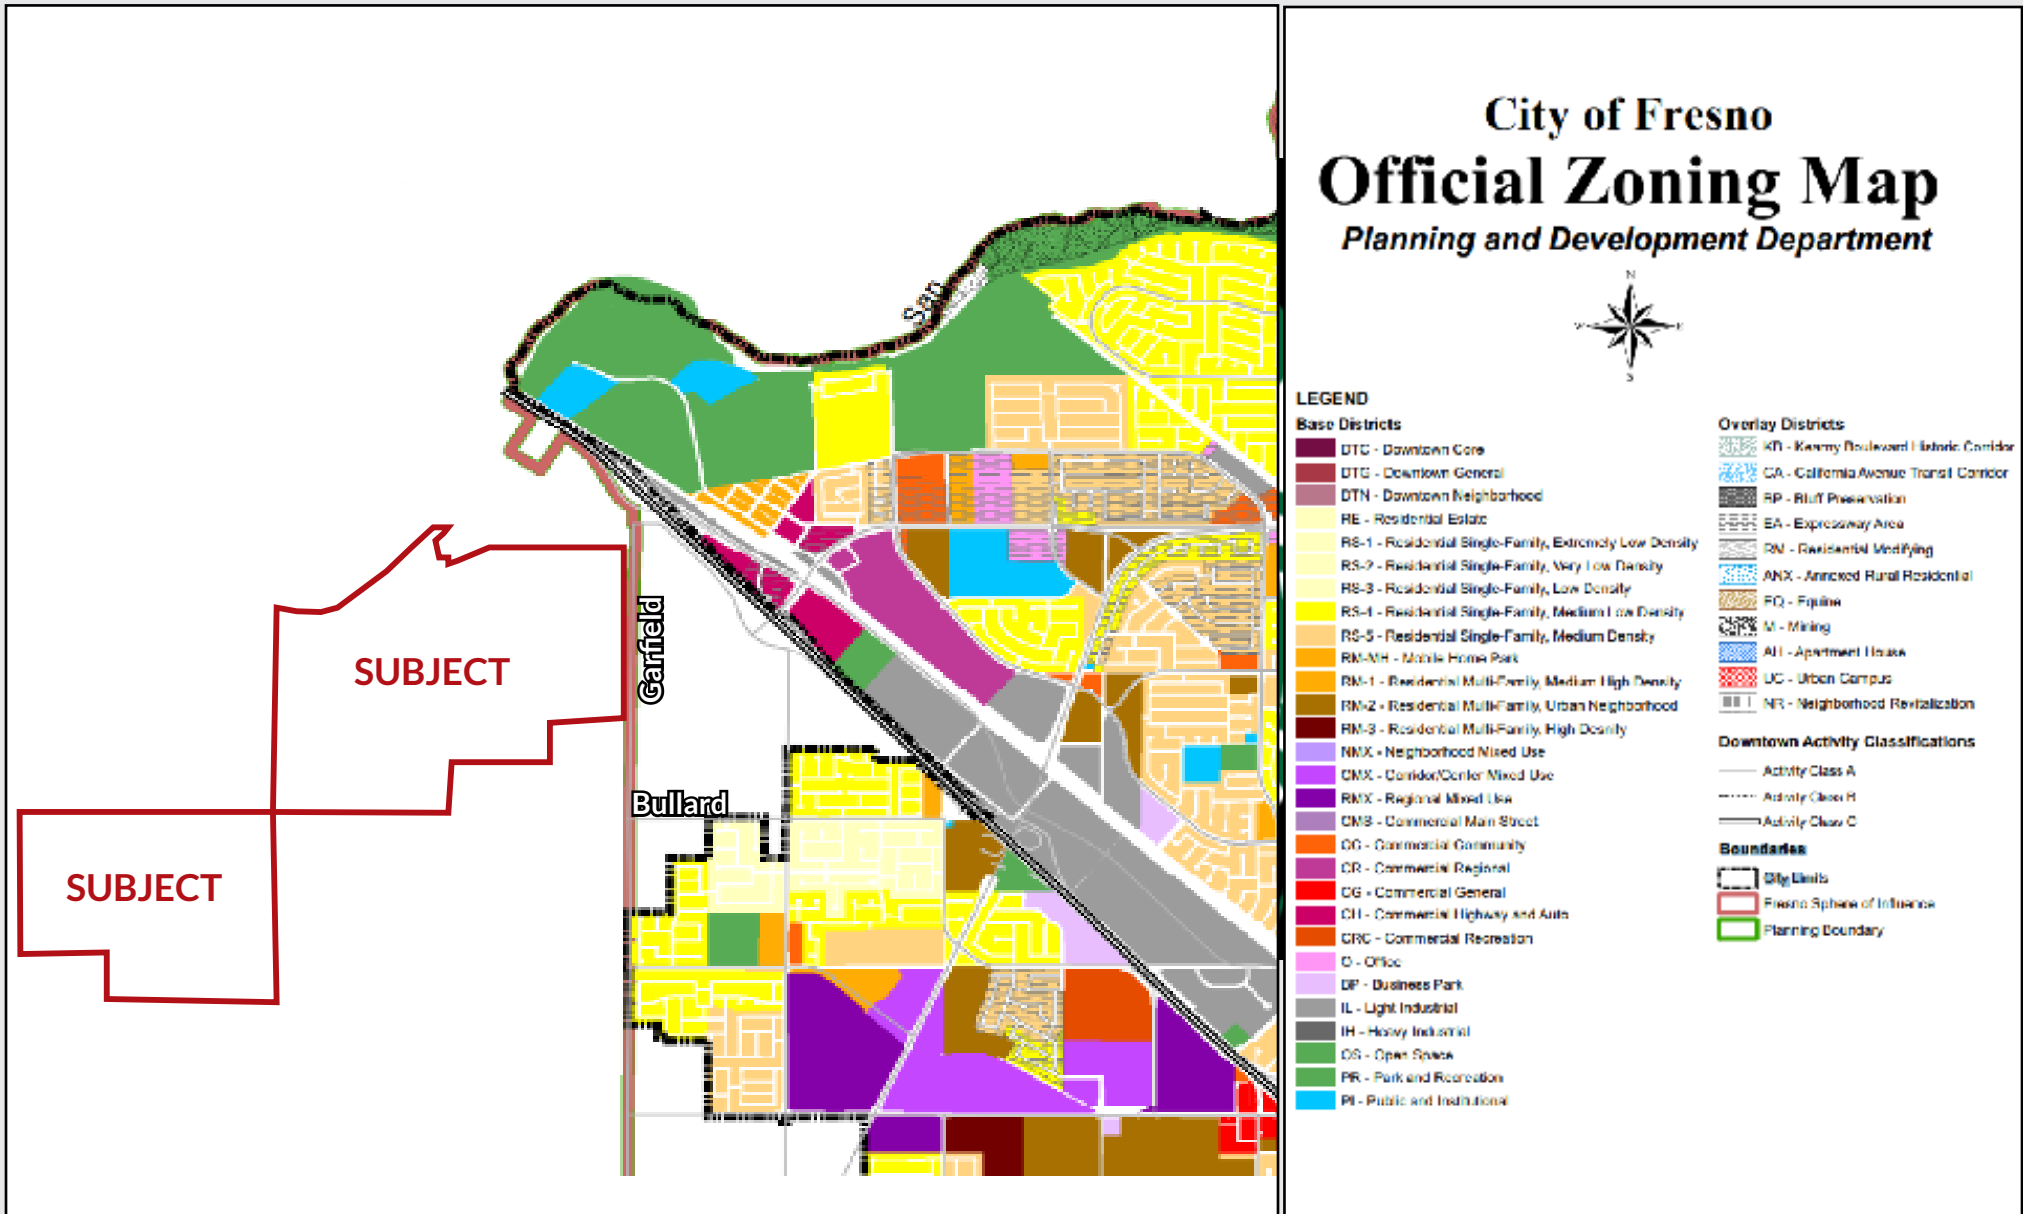 San
SUBJECT
Garfield
Bullard
SUBJECT
City of Fresno
Official Zoning Map
Planning and Development Department
N
E
S
LEGEND
Base Districts
DTC - Downtown Core
DTG - Downtown General
DTN - Downtown Neighborhood
RE - Residential Estate
RS-1 - Residential Single-Family, Extremely Low Density
RS-2 - Residential Single-Family, Very Low Density
RS-3 - Residential Single-Family, Low Density
RS-4 - Residential Single-Family, Medium Low Density
RS-5 - Residential Single-Family, Medium Density
RM-MH - Mobile Home Park
RM-1 - Residential Multi-Family, Medium High Density
RM-2 - Residential Multi-Family, Urban Neighborhood
RM-3 - Residential Multi-Family, High Desnity
NMX - Neighborhood Mixed Use
CMX - Corridor/Center Mixed Use
RMX - Regional Mixed Use
CMS - Commercial Main Street
CC - Commercial Community
CR - Commercial Regional
CG - Commercial General
CH - Commercial Highway and Auto
CRC - Commercial Recreation
O - Office
BP - Business Park
IL - Light Industrial
IH - Heavy Industrial
OS - Open Space
PR - Park and Recreation
PI - Public and Institutional
Overlay Districts
KB - Kearny Boulevard Historic Corridor
CA - California Avenue Transit Corridor
BP - Bluff Preservation
EA - Expressway Area
RM - Residential Modifying
ANX - Annexed Rural Residential
EQ - Equine
M - Mining
AH - Apartment House
UC - Urban Campus
NR - Neighborhood Revitalization
Downtown Activity Classifications
Activity Class A
Activity Class B
Activity Class C
Boundaries
City Limits
Fresno Sphere of Influence
Planning Boundary